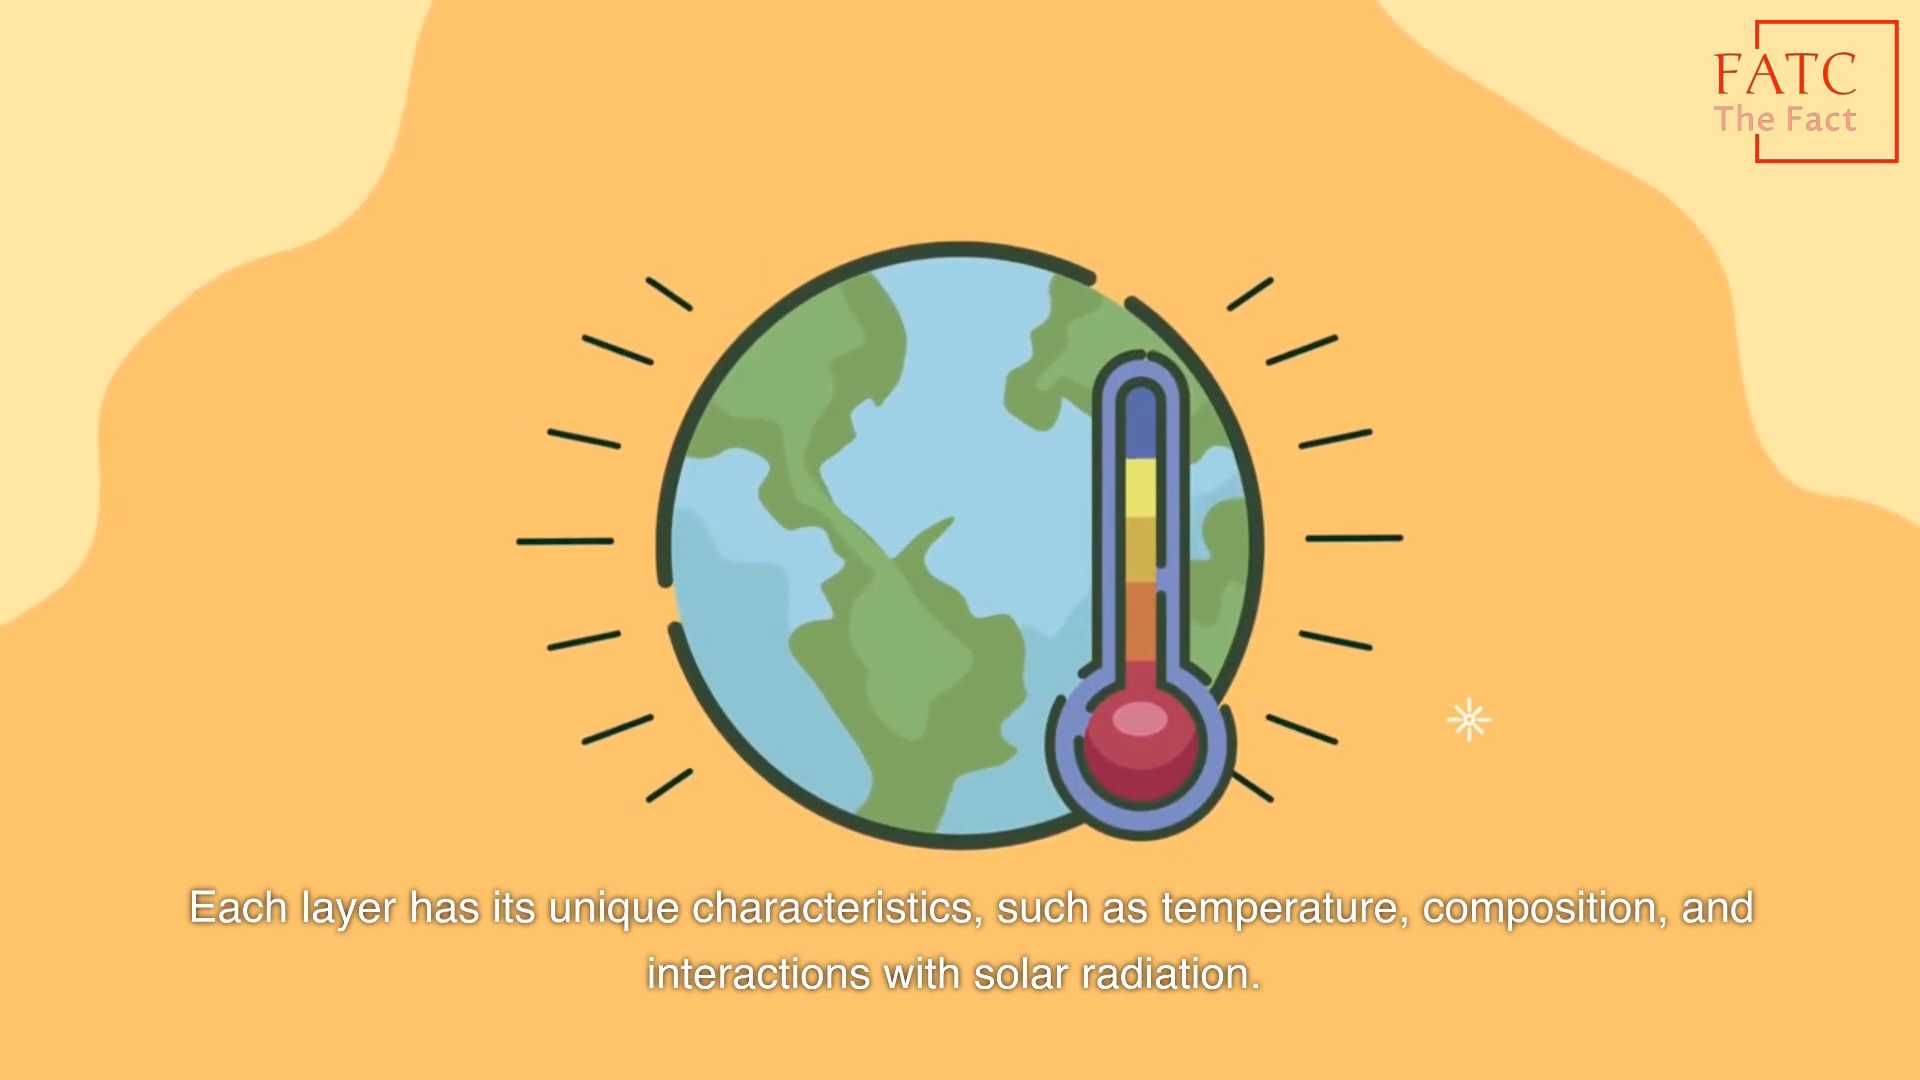 FATC
The Fact
Each layer has its unique characteristics, such as temperature, composition, and
interactions with solar radiation.